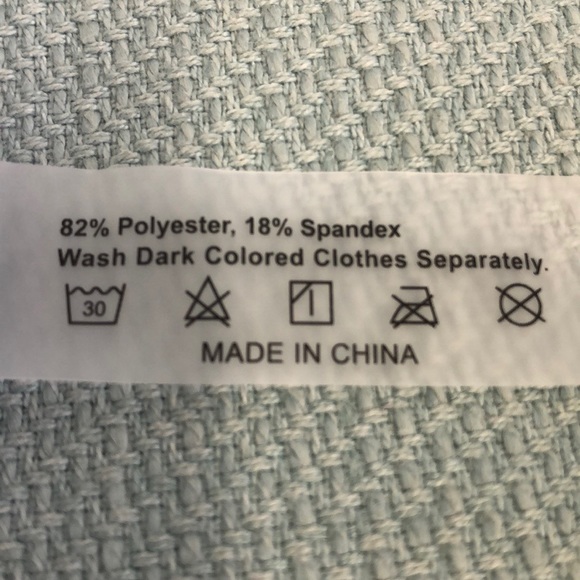 82% Polyester, 18% Spandex
Wash Dark Colored Clothes Separately.
30
MADE IN CHINA